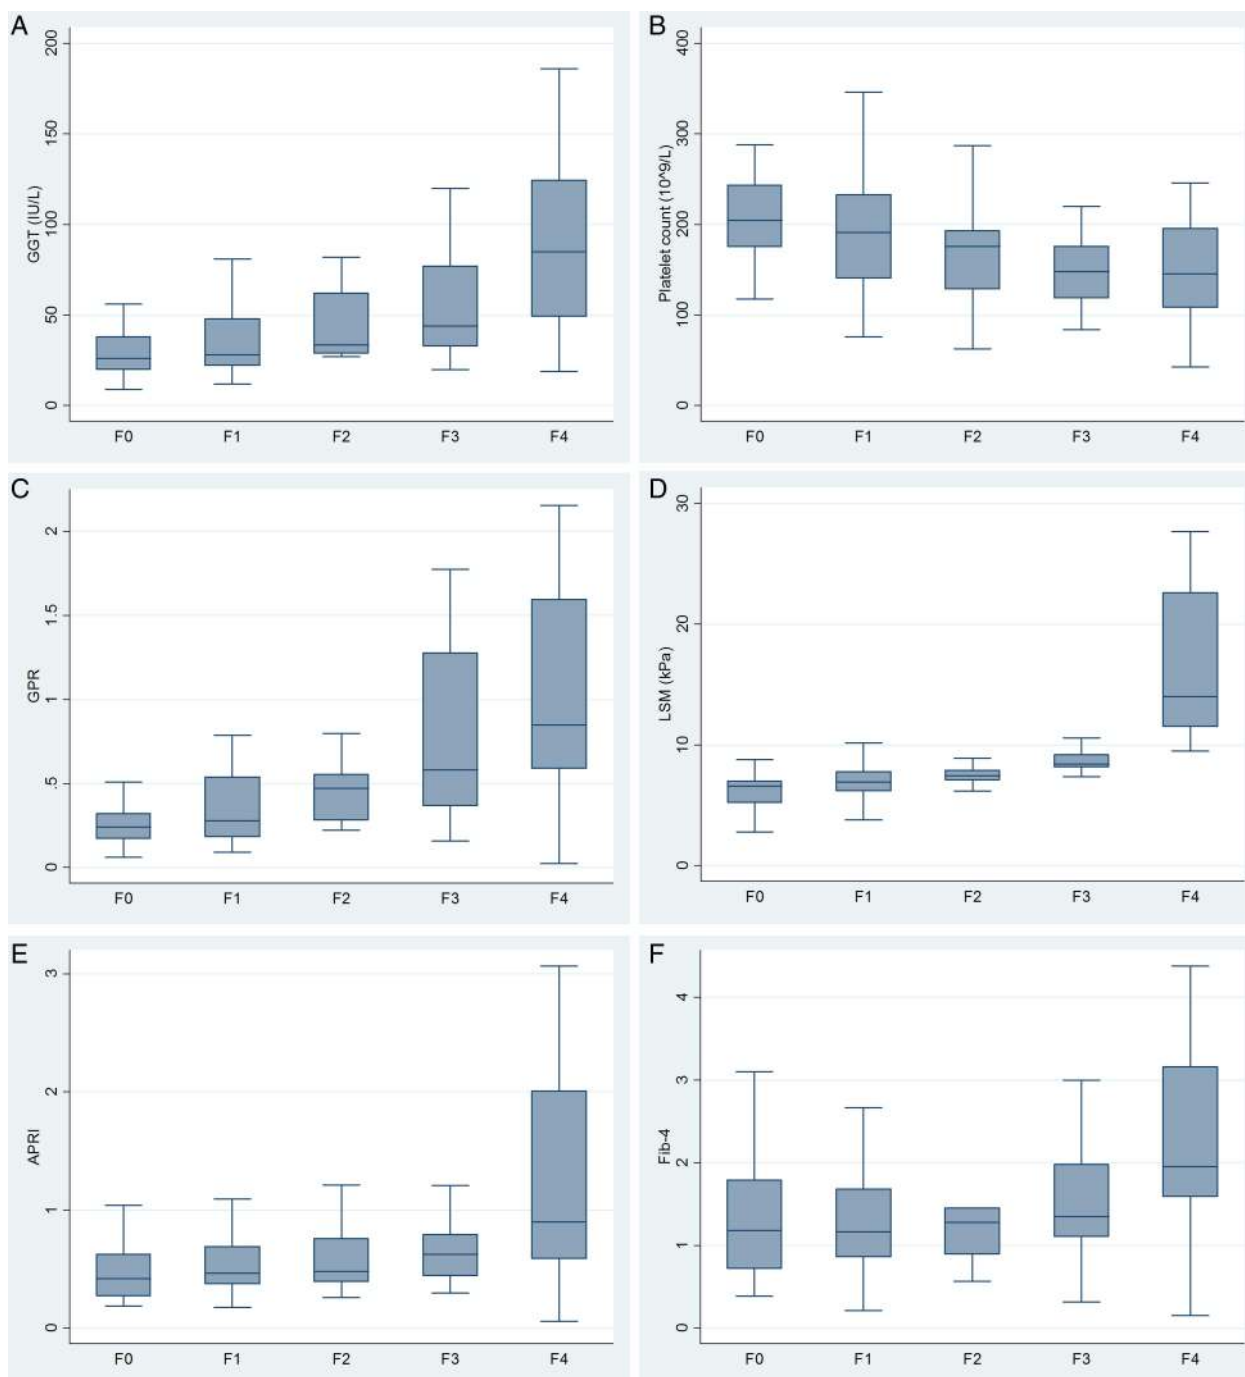 A
GGT (IU/L)
200
150
100
50
0
F0 F1 F2 F3 F4
B
Platelet count (10^9/L)
400
300
200
100
0
F0 F1 F2 F3 F4
C
GPR
2
1.5
1
.5
0
F0 F1 F2 F3 F4
D
LSM (kPa)
30
20
10
0
F0 F1 F2 F3 F4
E
APRI
3
2
1
0
F0 F1 F2 F3 F4
F
Fib-4
4
3
2
1
0
F0 F1 F2 F3 F4